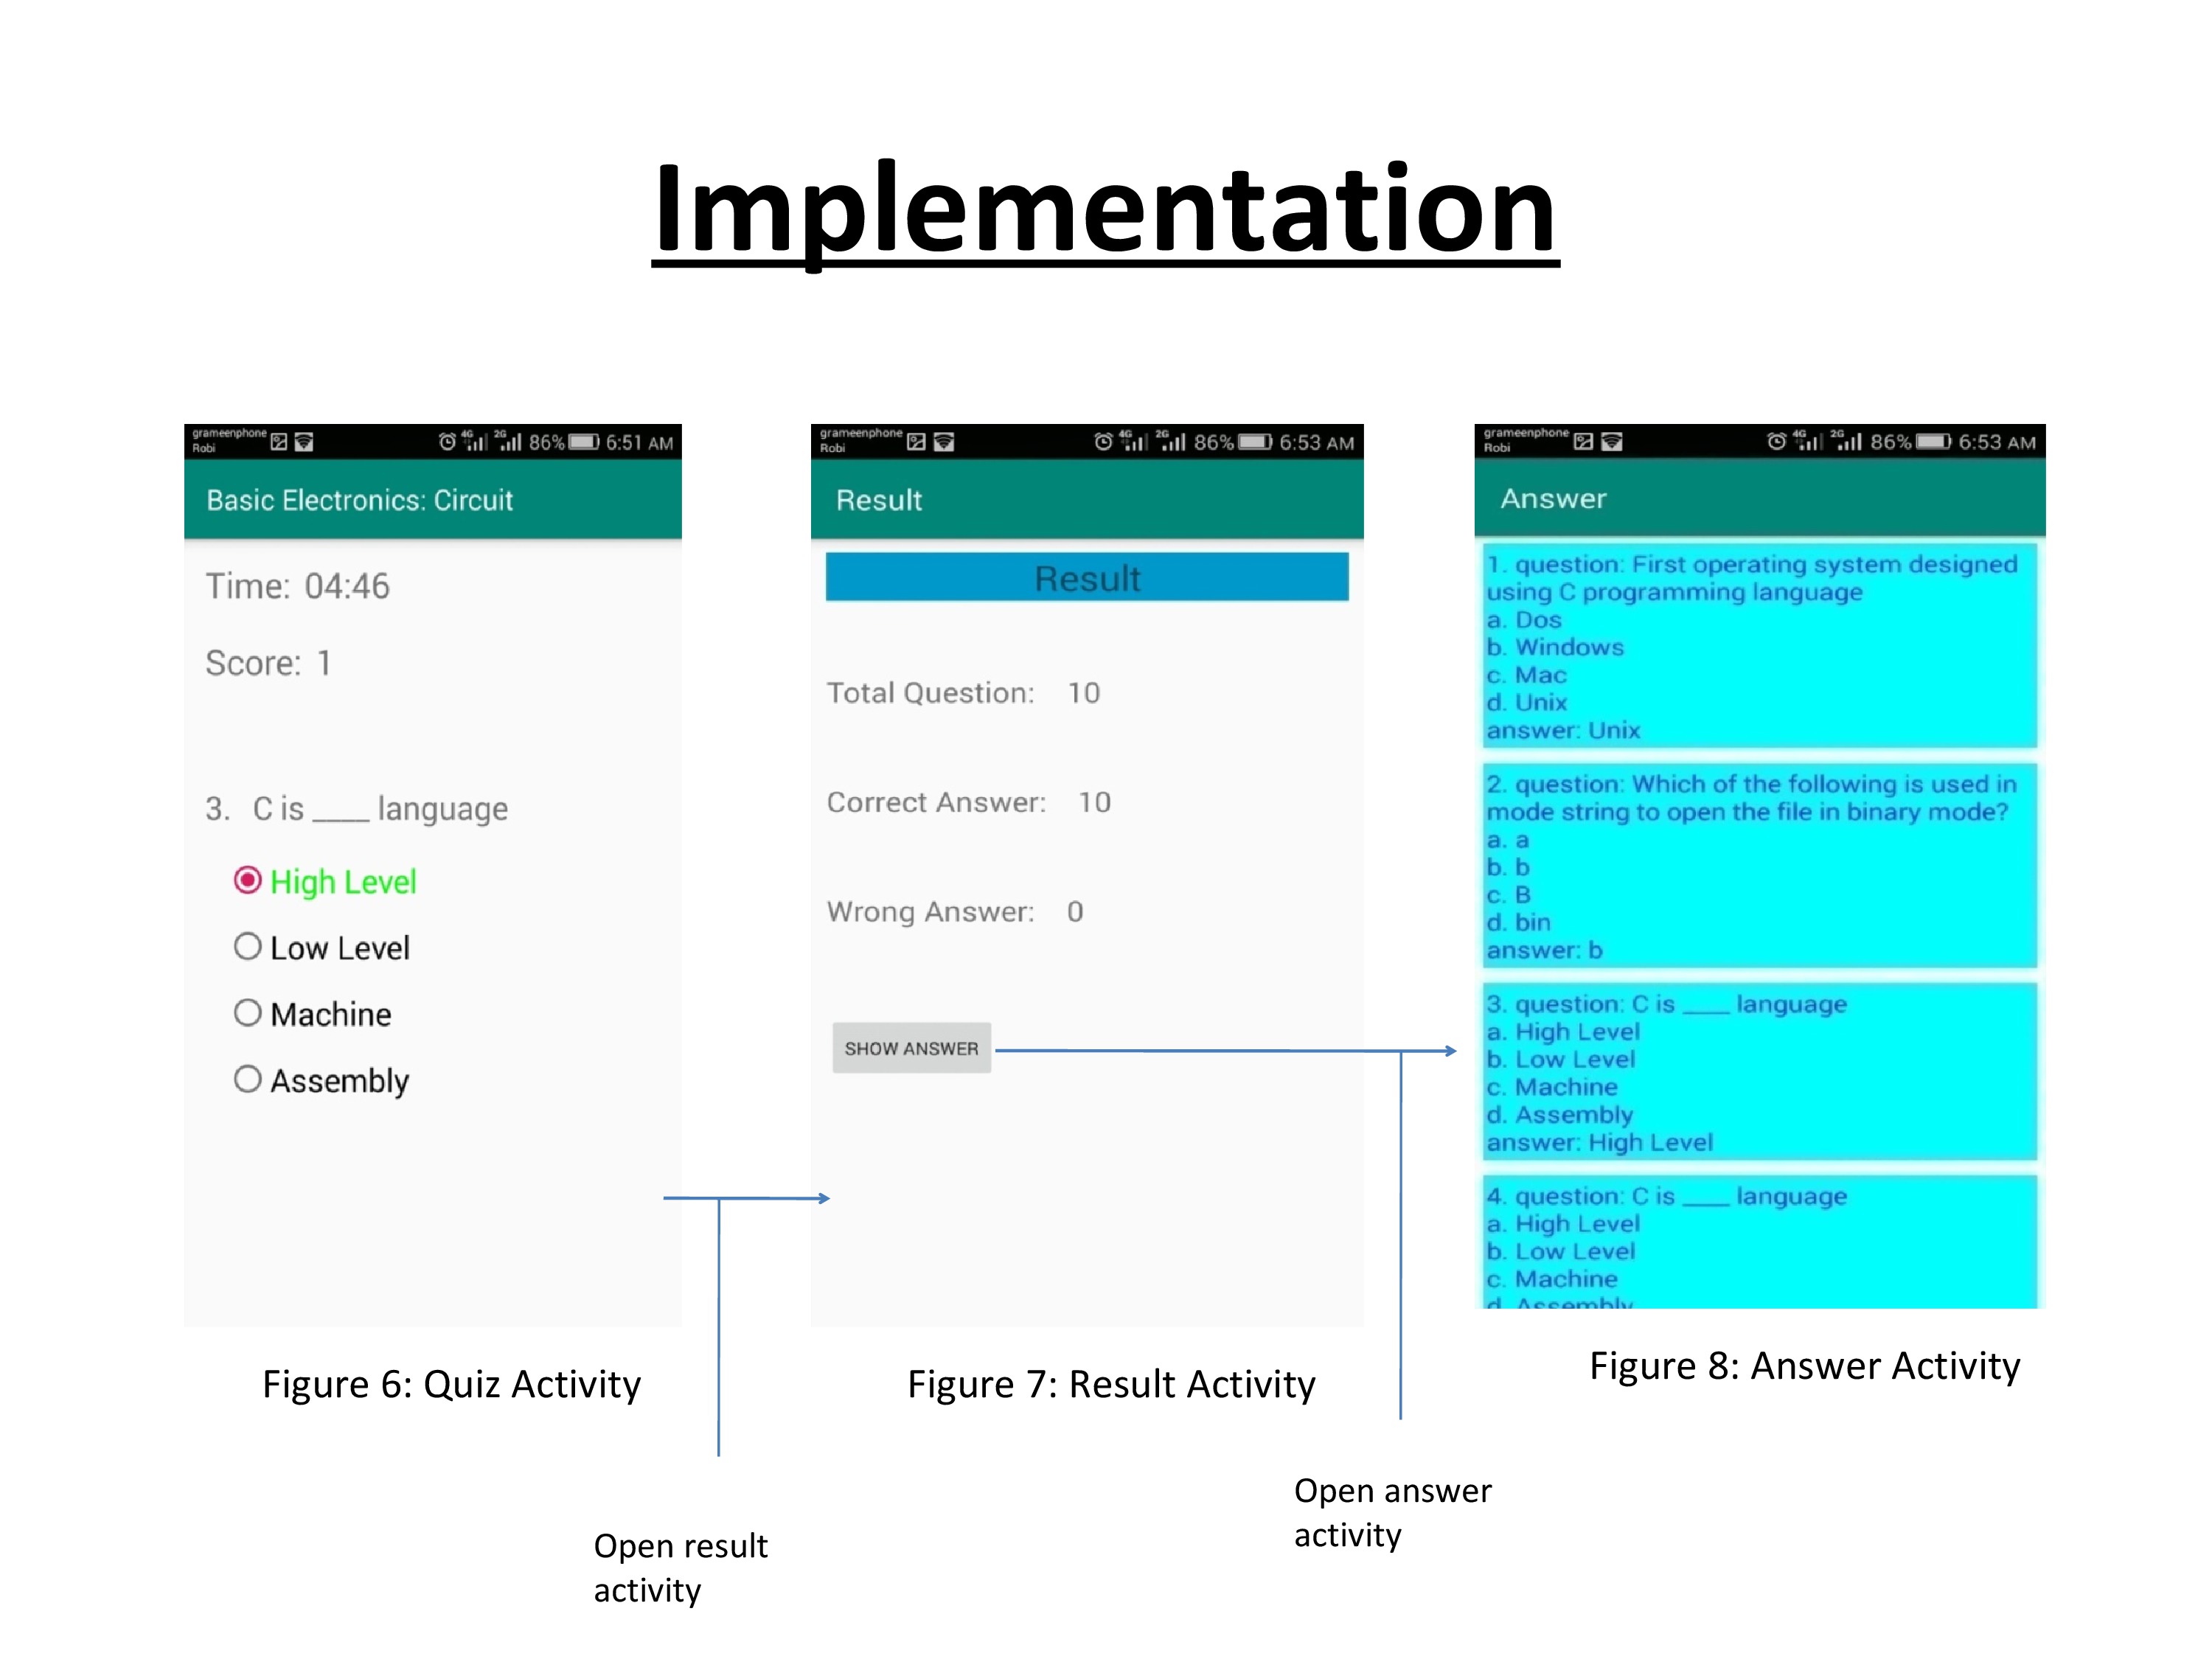 Implementation
grameenphone
Robi
4G 2G 86% 6:51 AM
Basic Electronics: Circuit
Time: 04:46
Score: 1
3. C is ____ language
High Level
Low Level
Machine
Assembly
Figure 6: Quiz Activity
Open result
activity
grameenphone
Robi
4G 2G 86% 6:53 AM
Result
Result
Total Question: 10
Correct Answer: 10
Wrong Answer: 0
SHOW ANSWER
Figure 7: Result Activity
Open answer
activity
grameenphone
Robi
4G 2G 86% 6:53 AM
Answer
1. question: First operating system designed
using C programming language
a. Dos
b. Windows
c. Mac
d. Unix
answer: Unix
2. question: Which of the following is used in
mode string to open the file in binary mode?
a. a
b. b
c. B
d. bin
answer: b
3. question: C is ____ language
a. High Level
b. Low Level
c. Machine
d. Assembly
answer: High Level
4. question: C is ____ language
a. High Level
b. Low Level
c. Machine
d. Assembly
Figure 8: Answer Activity